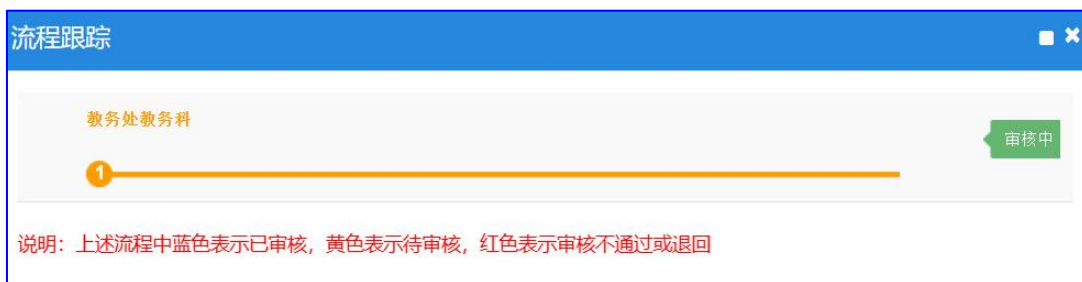 流程跟踪
教务处教务科
审核中
1
说明：上述流程中蓝色表示已审核，黄色表示待审核，红色表示审核不通过或退回